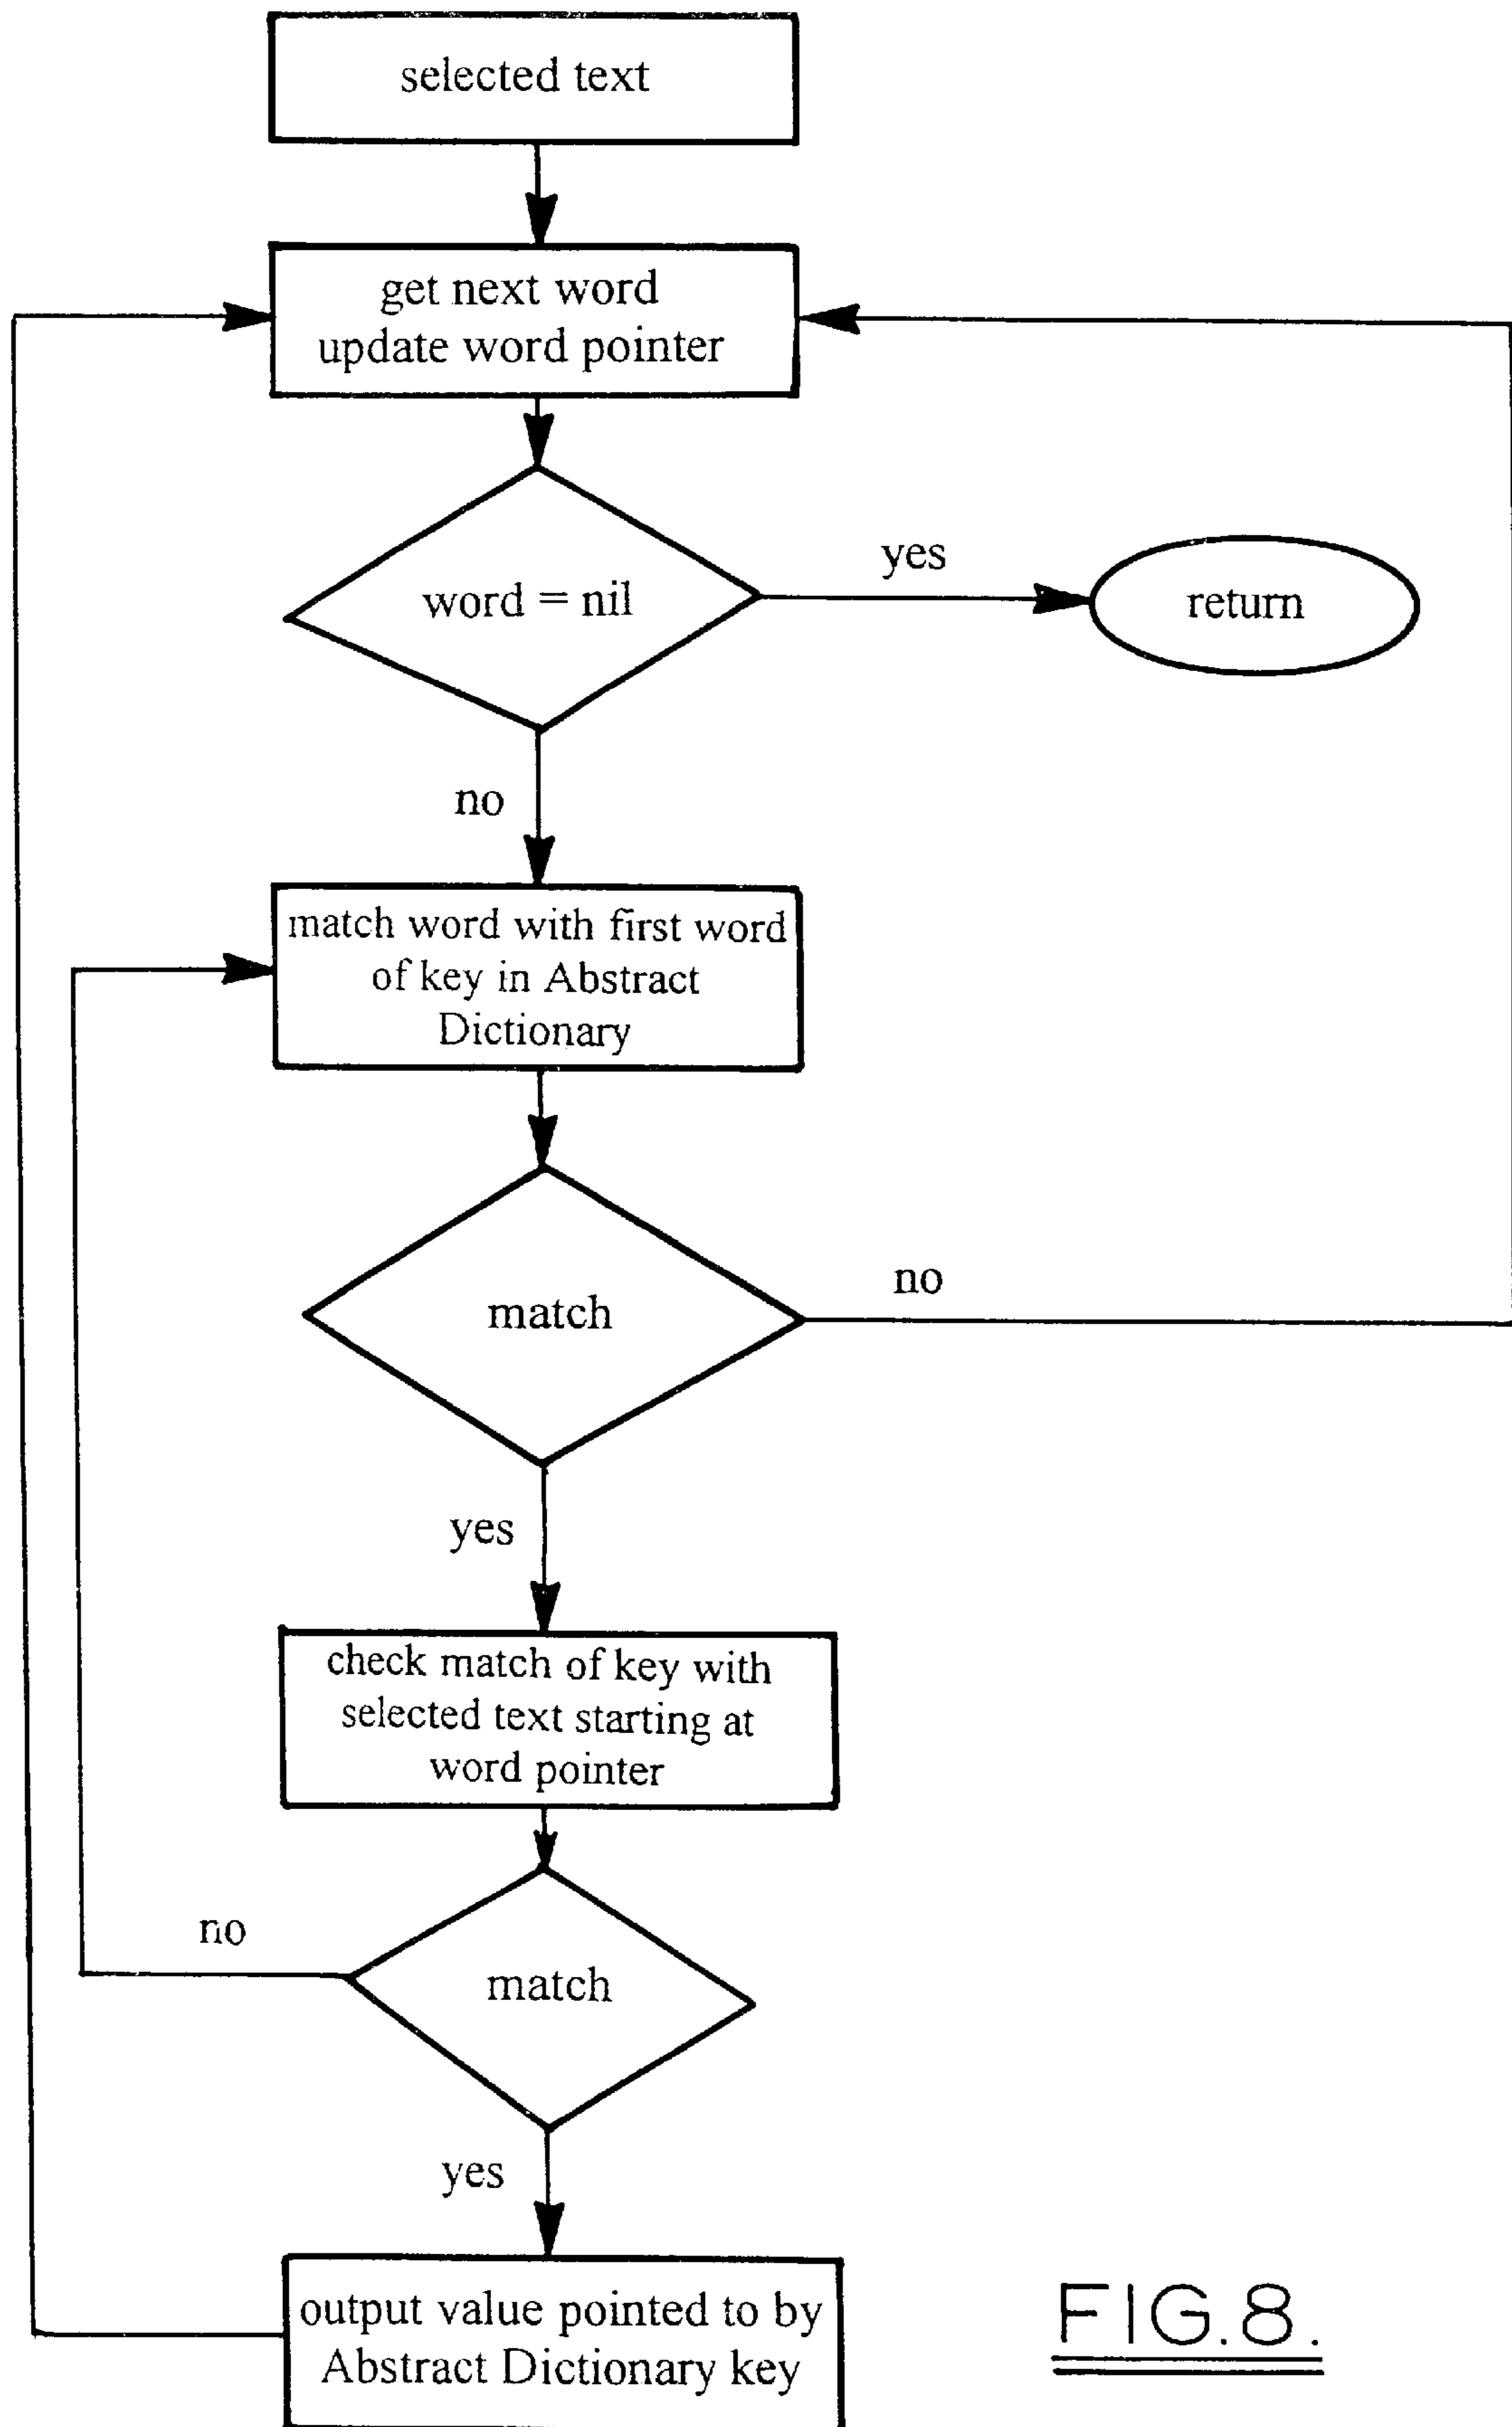 selected text
get next word
update word pointer
word = nil
yes
return
no
match word with first word
of key in Abstract
Dictionary
match
no
yes
check match of key with
selected text starting at
word pointer
no
match
yes
output value pointed to by
Abstract Dictionary key
FIG.8.